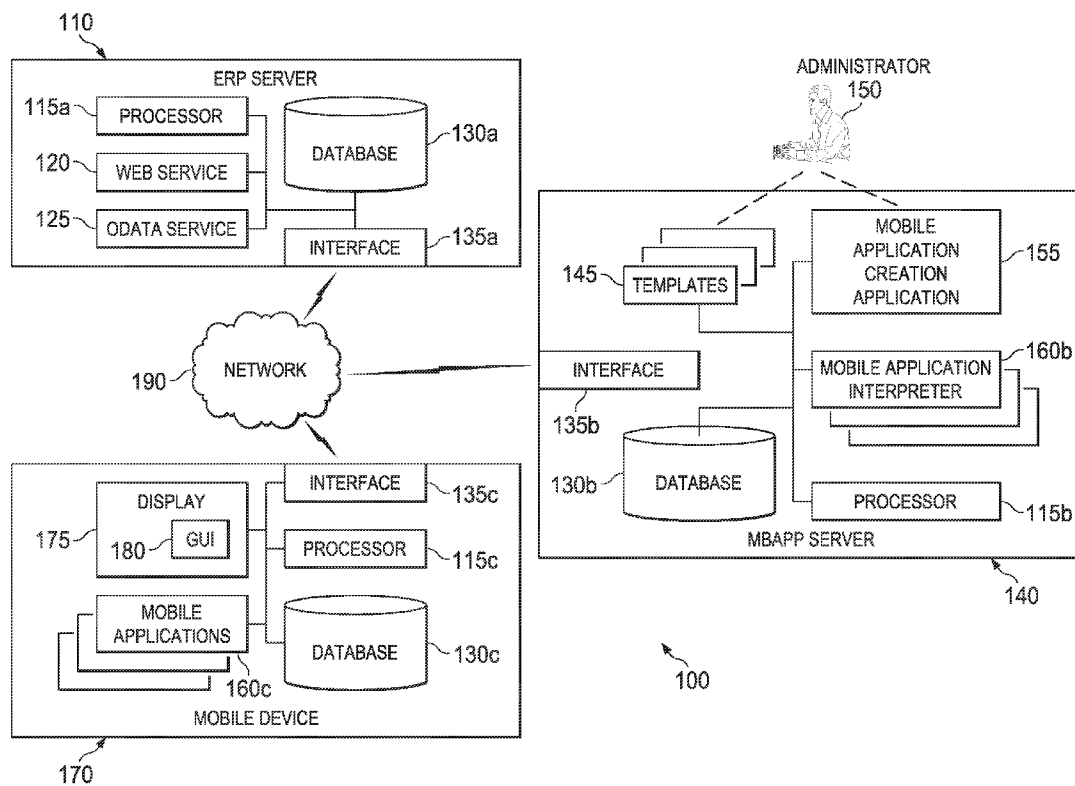 110
ERP SERVER
115a
PROCESSOR
120
WEB SERVICE
125
ODATA SERVICE
DATABASE
130a
INTERFACE
135a
ADMINISTRATOR
150
145
TEMPLATES
MOBILE
APPLICATION
CREATION
APPLICATION
155
190
NETWORK
INTERFACE
135b
MOBILE APPLICATION
INTERPRETER
160b
130b
DATABASE
PROCESSOR
115b
MBAPP SERVER
140
175
DISPLAY
180
GUI
INTERFACE
135c
PROCESSOR
115c
MOBILE
APPLICATIONS
160c
DATABASE
130c
MOBILE DEVICE
170
100